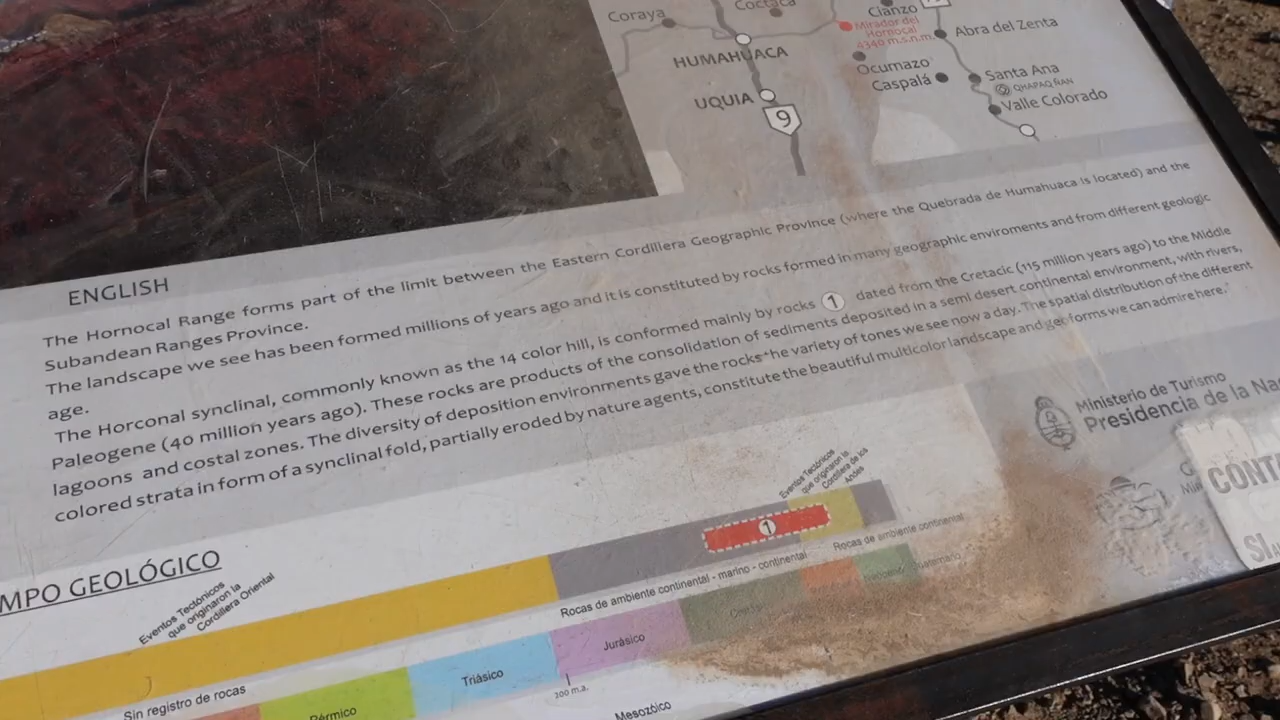 Coraya
Coctaca
Cianzo
Mirador del
Hornocal
4340 m.s.n.m.
Abra del Zenta
HUMAHUACA
Ocumazo
Caspalá
Santa Ana
QHAPAQ ÑAN
UQUIA
Valle Colorado
9
ENGLISH
The Hornocal Range forms part of the limit between the Eastern Cordillera Geographic Province (where the Quebrada de Humahuaca is located) and the
Subandean Ranges Province.
The landscape we see has been formed millions of years ago and it is constituted by rocks formed in many geographic enviroments and from different geologic
age.
The Horconal synclinal, commonly known as the 14 color hill, is conformed mainly by rocks 1 dated from the Cretacic (115 million years ago) to the Middle
Paleogene (40 million years ago). These rocks are products of the consolidation of sediments deposited in a semi desert continental environment, with rivers,
lagoons and costal zones. The diversity of deposition environments gave the rocks the variety of tones we see now a day. The spatial distribution of the different
colored strata in form of a synclinal fold, partially eroded by nature agents, constitute the beautiful multicolor landscape and geoforms we can admire here.
Ministerio de Turismo
Presidencia de la Na
CONTI
SI
MPO GEOLÓGICO
Eventos Tectónicos
que originaron la
Cordillera Oriental
Eventos Tectónicos
que originaron la
Cordillera de los
Andes
1
Rocas de ambiente continental
Rocas de ambiente continental - marino - continental
Sin registro de rocas
Pérmico
Triásico
Jurásico
300 m.a.
Mesozóico